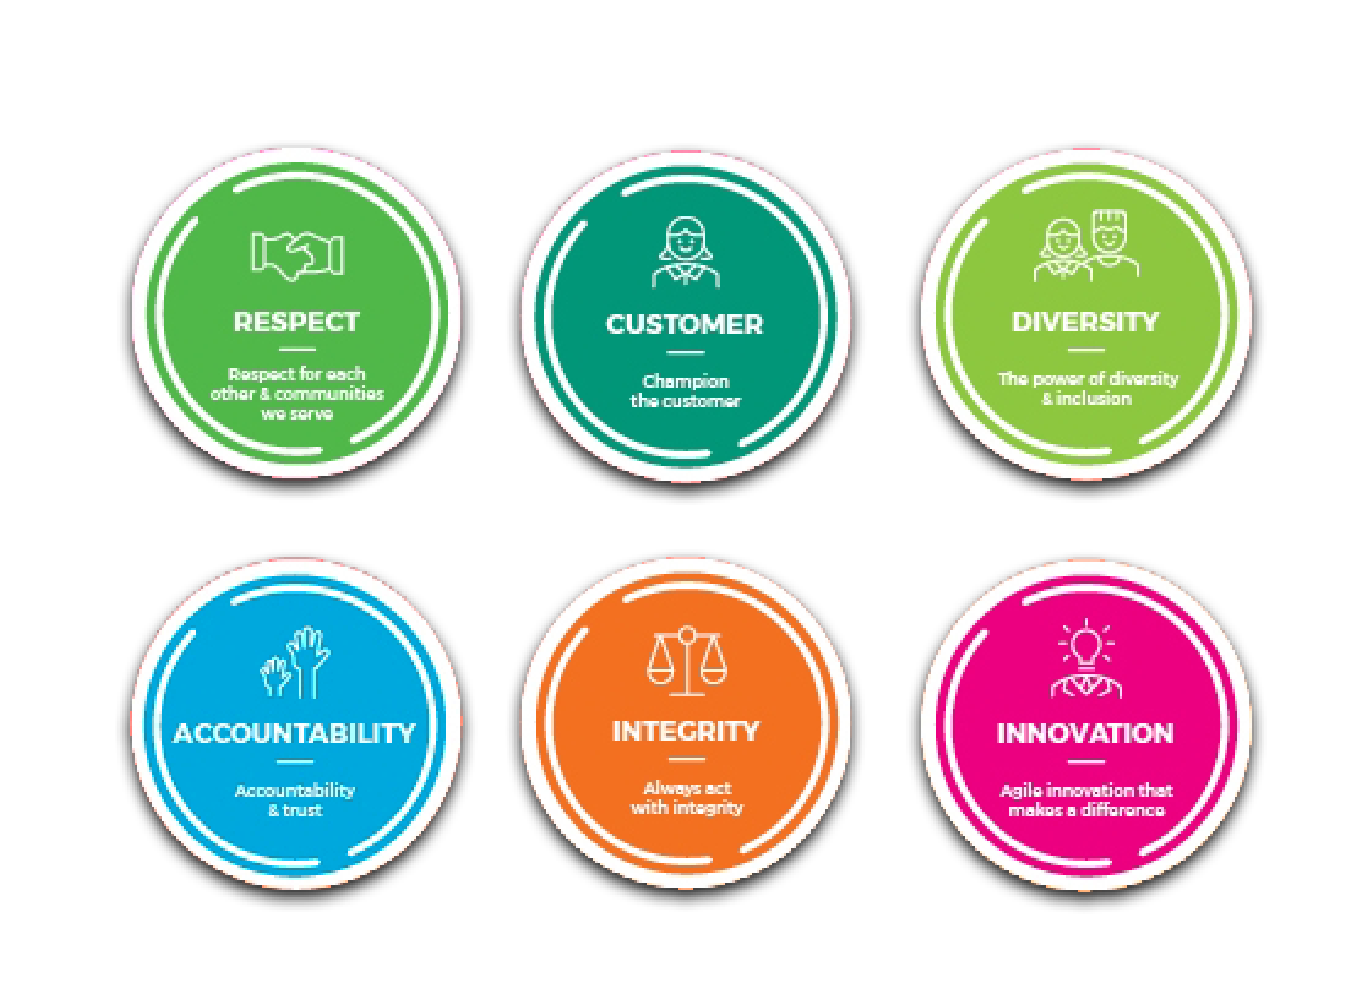 RESPECT
Respect for each
other & communities
we serve
CUSTOMER
Champion
the customer
DIVERSITY
The power of diversity
& inclusion
ACCOUNTABILITY
Accountability
& trust
INTEGRITY
Always act
with integrity
INNOVATION
Agile innovation that
makes a difference